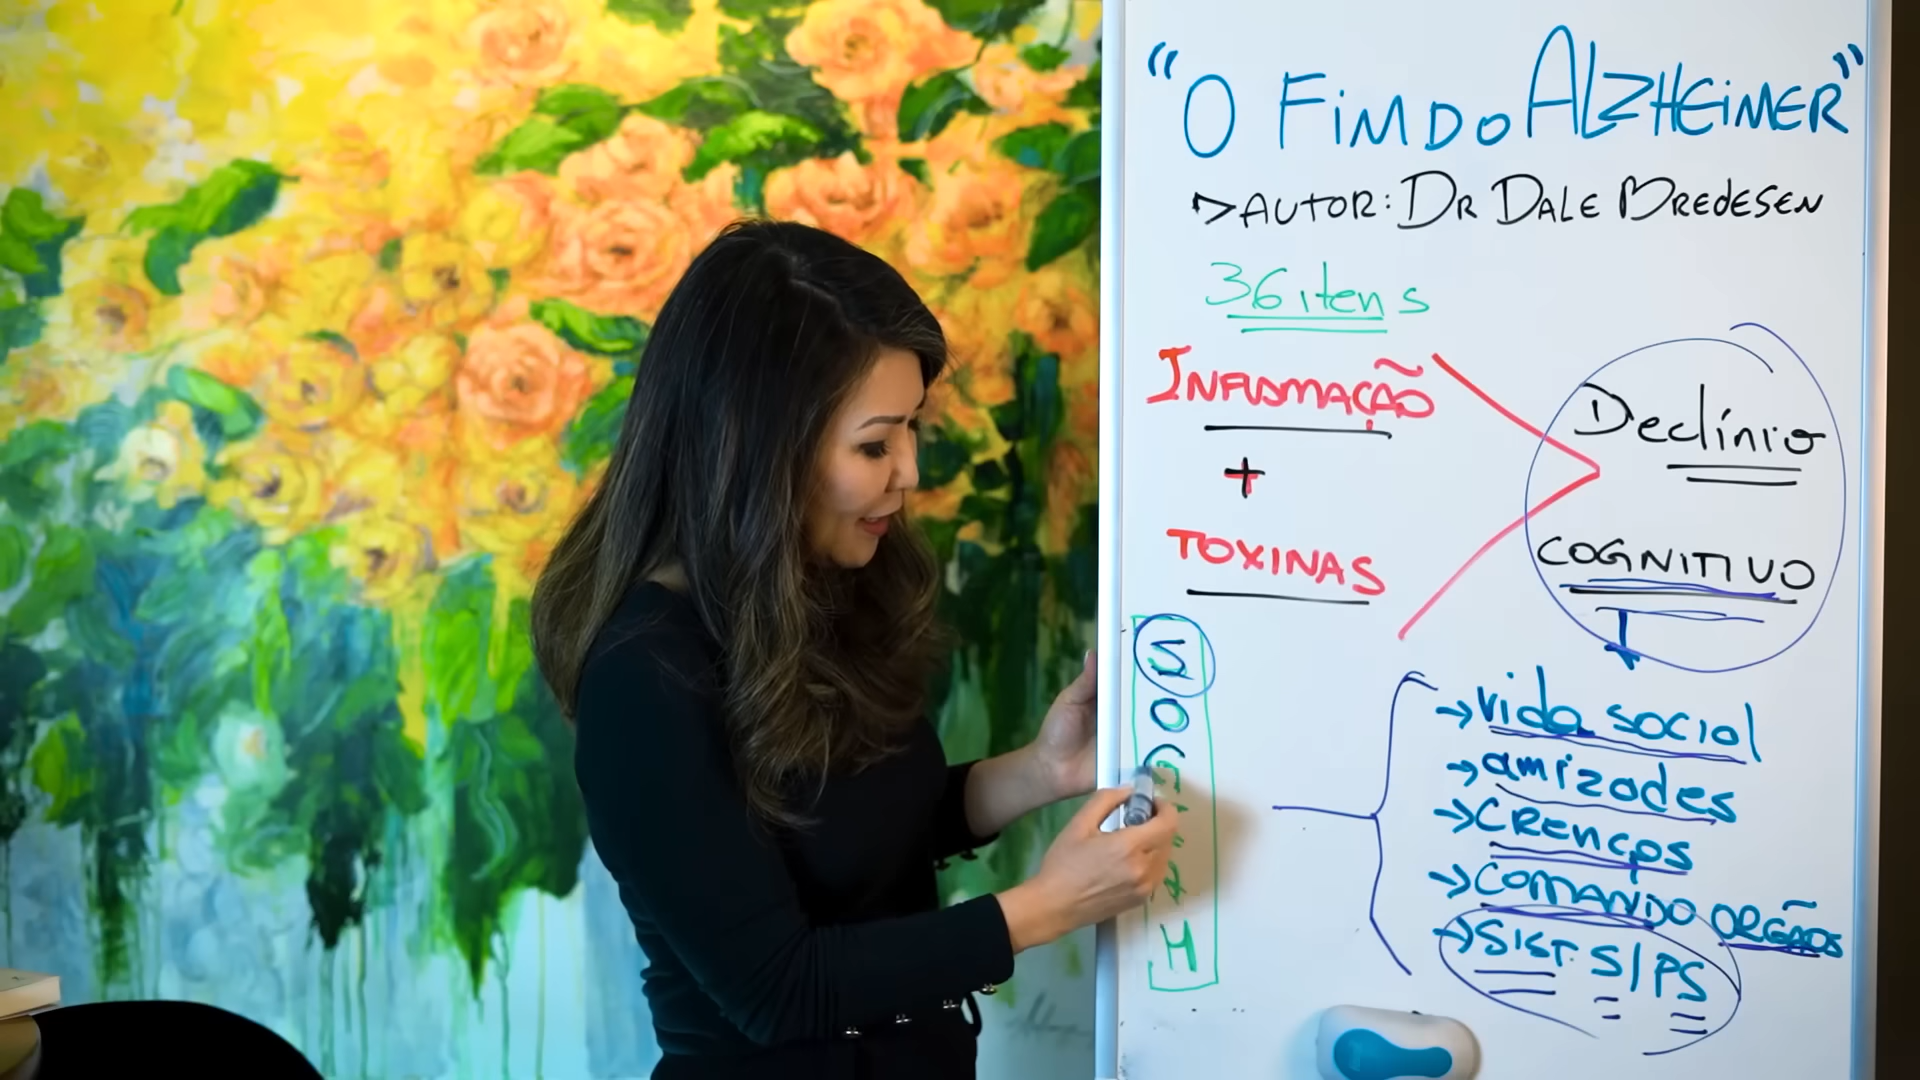 "O FIM DO ALZHEIMER"
AUTOR: DR DALE BREDESEN
36 itens
INFLAMAÇÃO
+
TOXINAS
Declínio
COGNITIVO
→ vida social
→ amizades
→ CRENÇAS
→ COMANDO ORGÃOS
→ SIST. S/PS